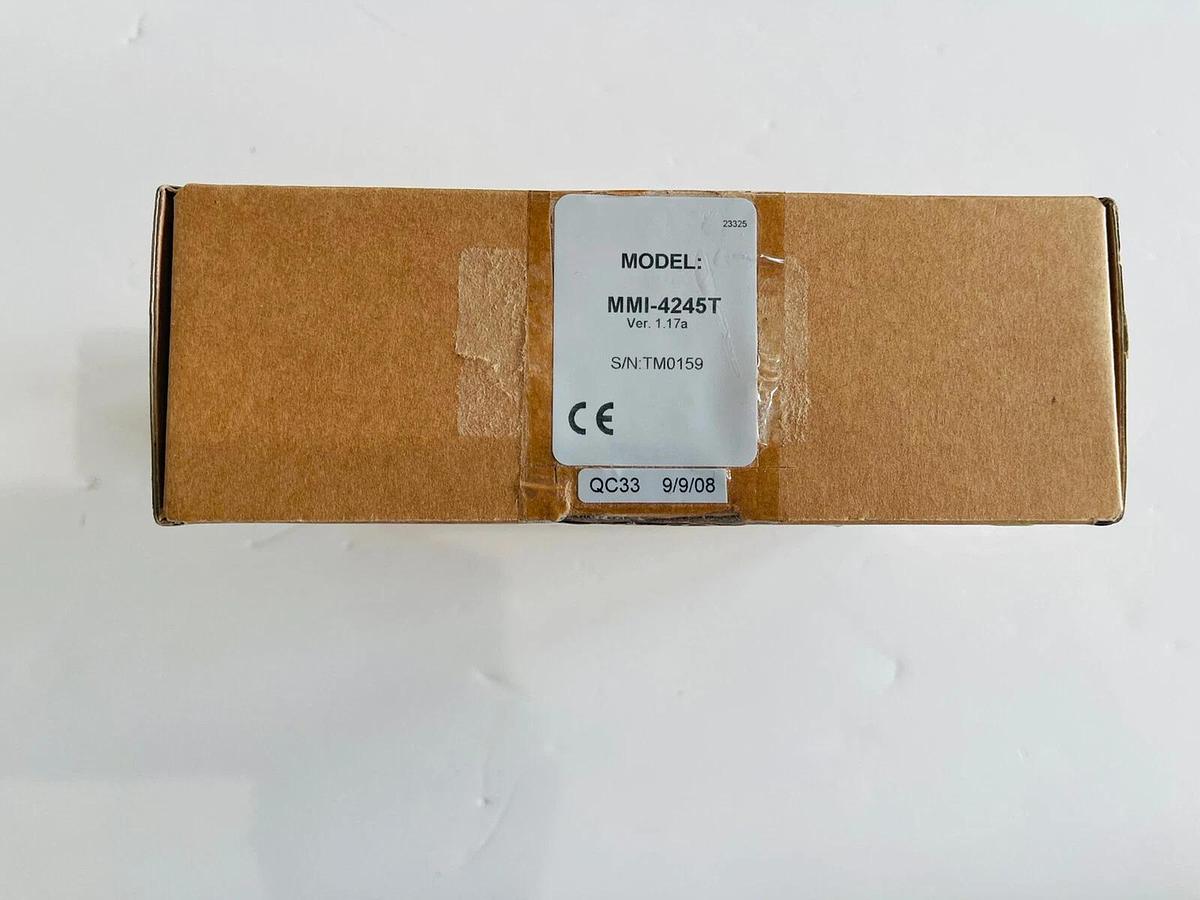 23325
MODEL:
MMI-4245T
Ver. 1.17a
S/N:TM0159
CE
QC33 9/9/08